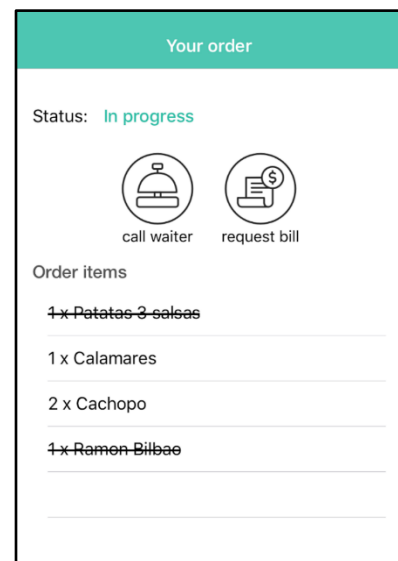 Your order
Status: In progress
$
call waiter request bill
Order items
1 x Patatas 3 salsas
1 x Calamares
2 x Cachopo
1 x Ramon Bilbao